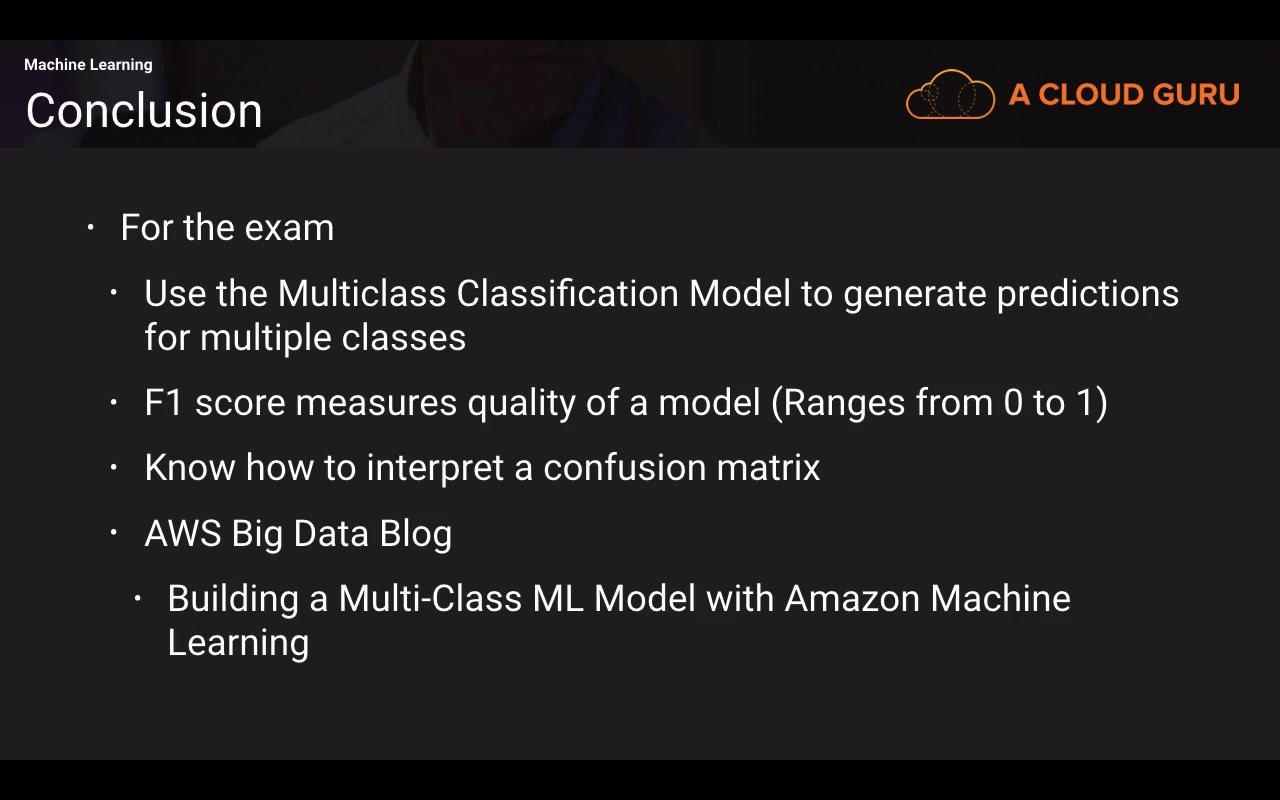 Machine Learning
Conclusion
A CLOUD GURU
· For the exam
· Use the Multiclass Classification Model to generate predictions
for multiple classes
· F1 score measures quality of a model (Ranges from 0 to 1)
· Know how to interpret a confusion matrix
· AWS Big Data Blog
· Building a Multi-Class ML Model with Amazon Machine
Learning